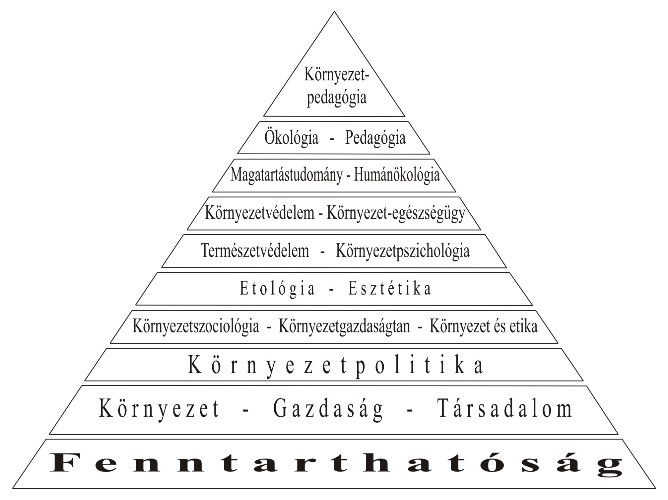 Környezet-
pedagógia
Ökológia - Pedagógia
Magatartástudomány - Humánökológia
Környezetvédelem - Környezet-egészségügy
Természetvédelem - Környezetpszichológia
Etológia - Esztétika
Környezetszociológia - Környezetgazdaságtan - Környezet és etika
Környezetpolitika
Környezet - Gazdaság - Társadalom
Fenntarthatóság